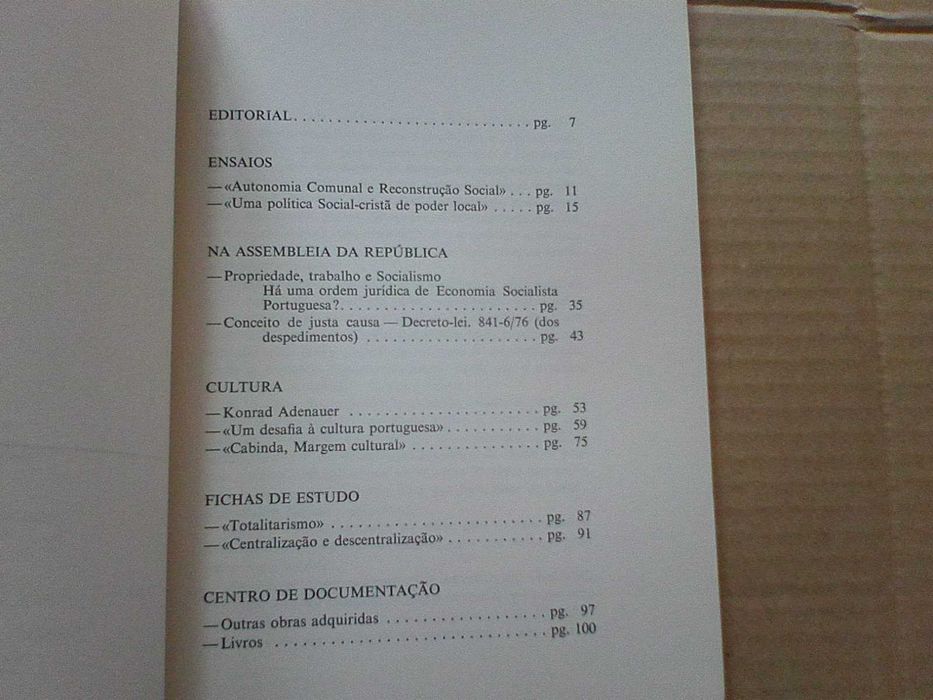 EDITORIAL............................ pg. 7
ENSAIOS
—«Autonomia Comunal e Reconstrução Social» ... pg. 11
—«Uma política Social-cristã de poder local» ..... pg. 15
NA ASSEMBLEIA DA REPÚBLICA
—Propriedade, trabalho e Socialismo
Há uma ordem jurídica de Economia Socialista
Portuguesa?....................... pg. 35
—Conceito de justa causa — Decreto-lei. 841-6/76 (dos
despedimentos) .................... pg. 43
CULTURA
—Konrad Adenauer ...................... pg. 53
—«Um desafia à cultura portuguesa»........... pg. 59
—«Cabinda, Margem cultural» ............... pg. 75
FICHAS DE ESTUDO
—«Totalitarismo» ........................ pg. 87
—«Centralização e descentralização» ........... pg. 91
CENTRO DE DOCUMENTAÇÃO
—Outras obras adquiridas .................. pg. 97
—Livros ............................... pg. 100